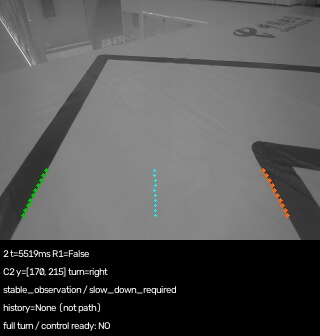 2 t=5519ms R1=False
C2 y=[170, 215] turn=right
stable_observation / slow_down_required
history=None (not path)
full turn / control ready: NO